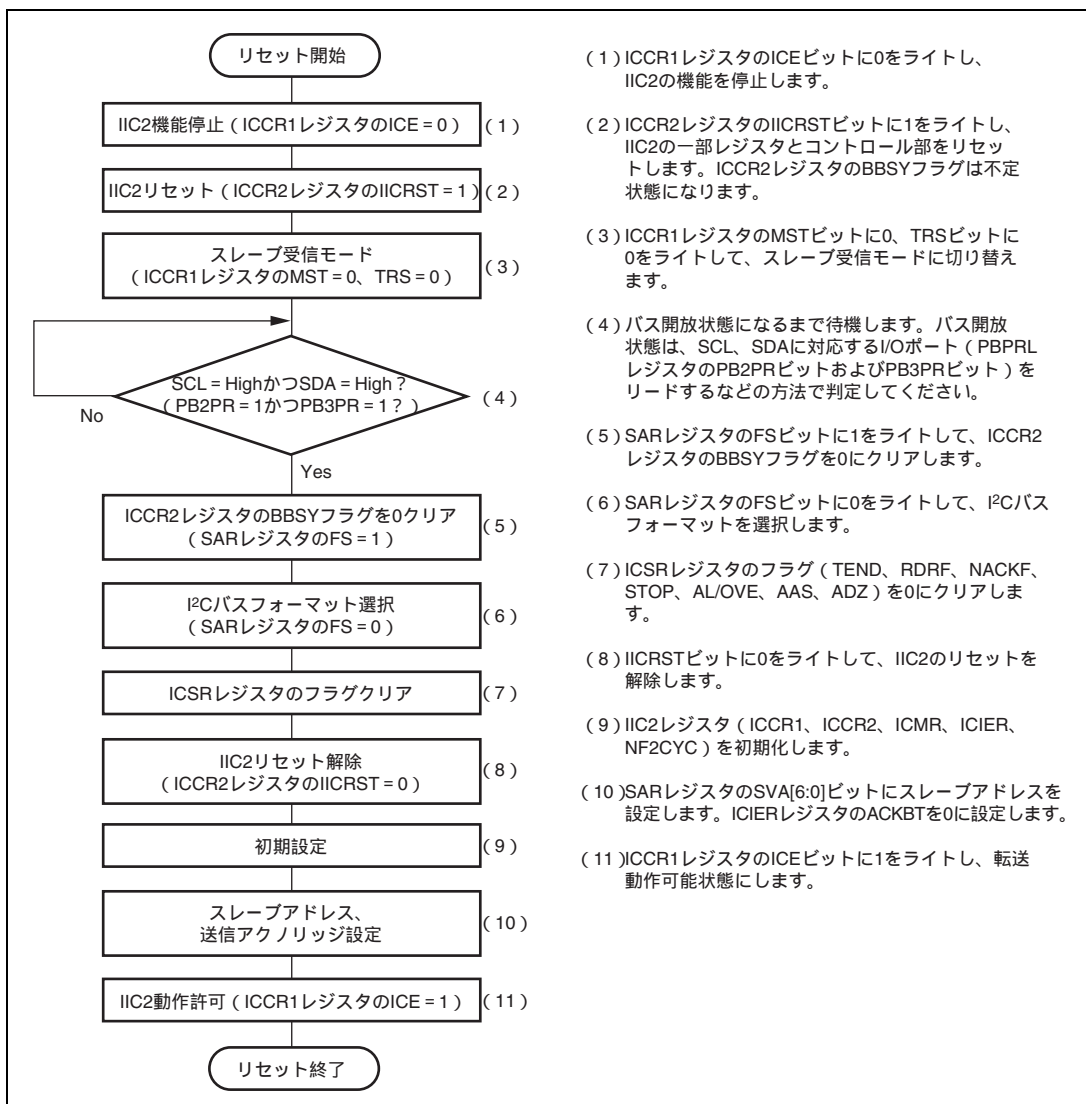 リセット開始
IIC2機能停止（ICCR1レジスタのICE = 0）
（1）
IIC2リセット（ICCR2レジスタのIICRST = 1）
（2）
スレーブ受信モード
（ICCR1レジスタのMST = 0、TRS = 0）
（3）
SCL = HighかつSDA = High？
（PB2PR = 1かつPB3PR = 1？）
（4）
No
Yes
ICCR2レジスタのBBSYフラグを0クリア
（SARレジスタのFS = 1）
（5）
I²Cバスフォーマット選択
（SARレジスタのFS = 0）
（6）
ICSRレジスタのフラグクリア
（7）
IIC2リセット解除
（ICCR2レジスタのIICRST = 0）
（8）
初期設定
（9）
スレーブアドレス、
送信アクノリッジ設定
（10）
IIC2動作許可（ICCR1レジスタのICE = 1）
（11）
リセット終了
（1）ICCR1レジスタのICEビットに0をライトし、
IIC2の機能を停止します。
（2）ICCR2レジスタのIICRSTビットに1をライトし、
IIC2の一部レジスタとコントロール部をリセッ
トします。ICCR2レジスタのBBSYフラグは不定
状態になります。
（3）ICCR1レジスタのMSTビットに0、TRSビットに
0をライトして、スレーブ受信モードに切り替え
ます。
（4）バス開放状態になるまで待機します。バス開放
状態は、SCL、SDAに対応するI/Oポート（PBPRL
レジスタのPB2PRビットおよびPB3PRビット）を
リードするなどの方法で判定してください。
（5）SARレジスタのFSビットに1をライトして、ICCR2
レジスタのBBSYフラグを0にクリアします。
（6）SARレジスタのFSビットに0をライトして、I²Cバス
フォーマットを選択します。
（7）ICSRレジスタのフラグ（TEND、RDRF、NACKF、
STOP、AL/OVE、AAS、ADZ）を0にクリアしま
す。
（8）IICRSTビットに0をライトして、IIC2のリセットを
解除します。
（9）IIC2レジスタ（ICCR1、ICCR2、ICMR、ICIER、
NF2CYC）を初期化します。
（10）SARレジスタのSVA[6:0]ビットにスレーブアドレスを
設定します。ICIERレジスタのACKBTを0に設定します。
（11）ICCR1レジスタのICEビットに1をライトし、転送
動作可能状態にします。